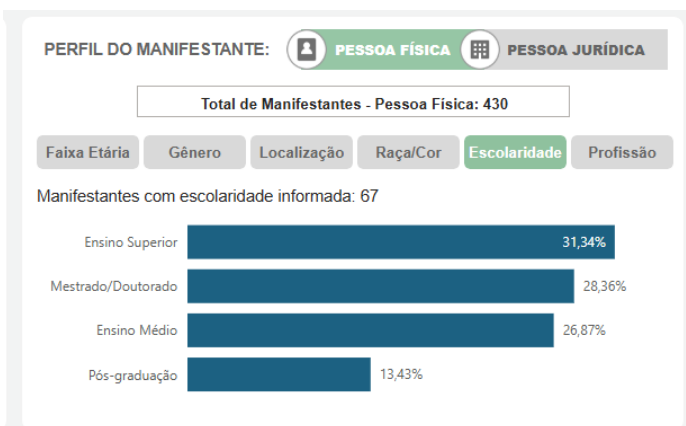 PERFIL DO MANIFESTANTE: PESSOA FÍSICA PESSOA JURÍDICA
Total de Manifestantes - Pessoa Física: 430
Faixa Etária Gênero Localização Raça/Cor Escolaridade Profissão
Manifestantes com escolaridade informada: 67
Ensino Superior 31,34%
Mestrado/Doutorado 28,36%
Ensino Médio 26,87%
Pós-graduação 13,43%